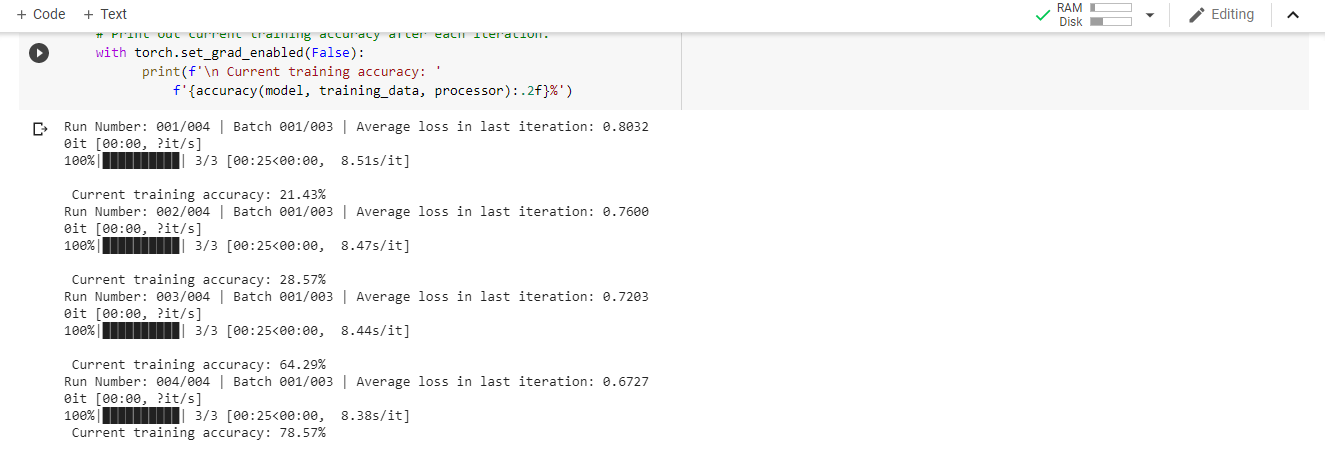 + Code + Text
RAM
Disk
Editing
# Print out current training accuracy after each iteration.
with torch.set_grad_enabled(False):
print(f'\n Current training accuracy: '
f'{accuracy(model, training_data, processor):.2f}%')
Run Number: 001/004 | Batch 001/003 | Average loss in last iteration: 0.8032
0it [00:00, ?it/s]
100%|██████████| 3/3 [00:25<00:00,  8.51s/it]
Current training accuracy: 21.43%
Run Number: 002/004 | Batch 001/003 | Average loss in last iteration: 0.7600
0it [00:00, ?it/s]
100%|██████████| 3/3 [00:25<00:00,  8.47s/it]
Current training accuracy: 28.57%
Run Number: 003/004 | Batch 001/003 | Average loss in last iteration: 0.7203
0it [00:00, ?it/s]
100%|██████████| 3/3 [00:25<00:00,  8.44s/it]
Current training accuracy: 64.29%
Run Number: 004/004 | Batch 001/003 | Average loss in last iteration: 0.6727
0it [00:00, ?it/s]
100%|██████████| 3/3 [00:25<00:00,  8.38s/it]
Current training accuracy: 78.57%